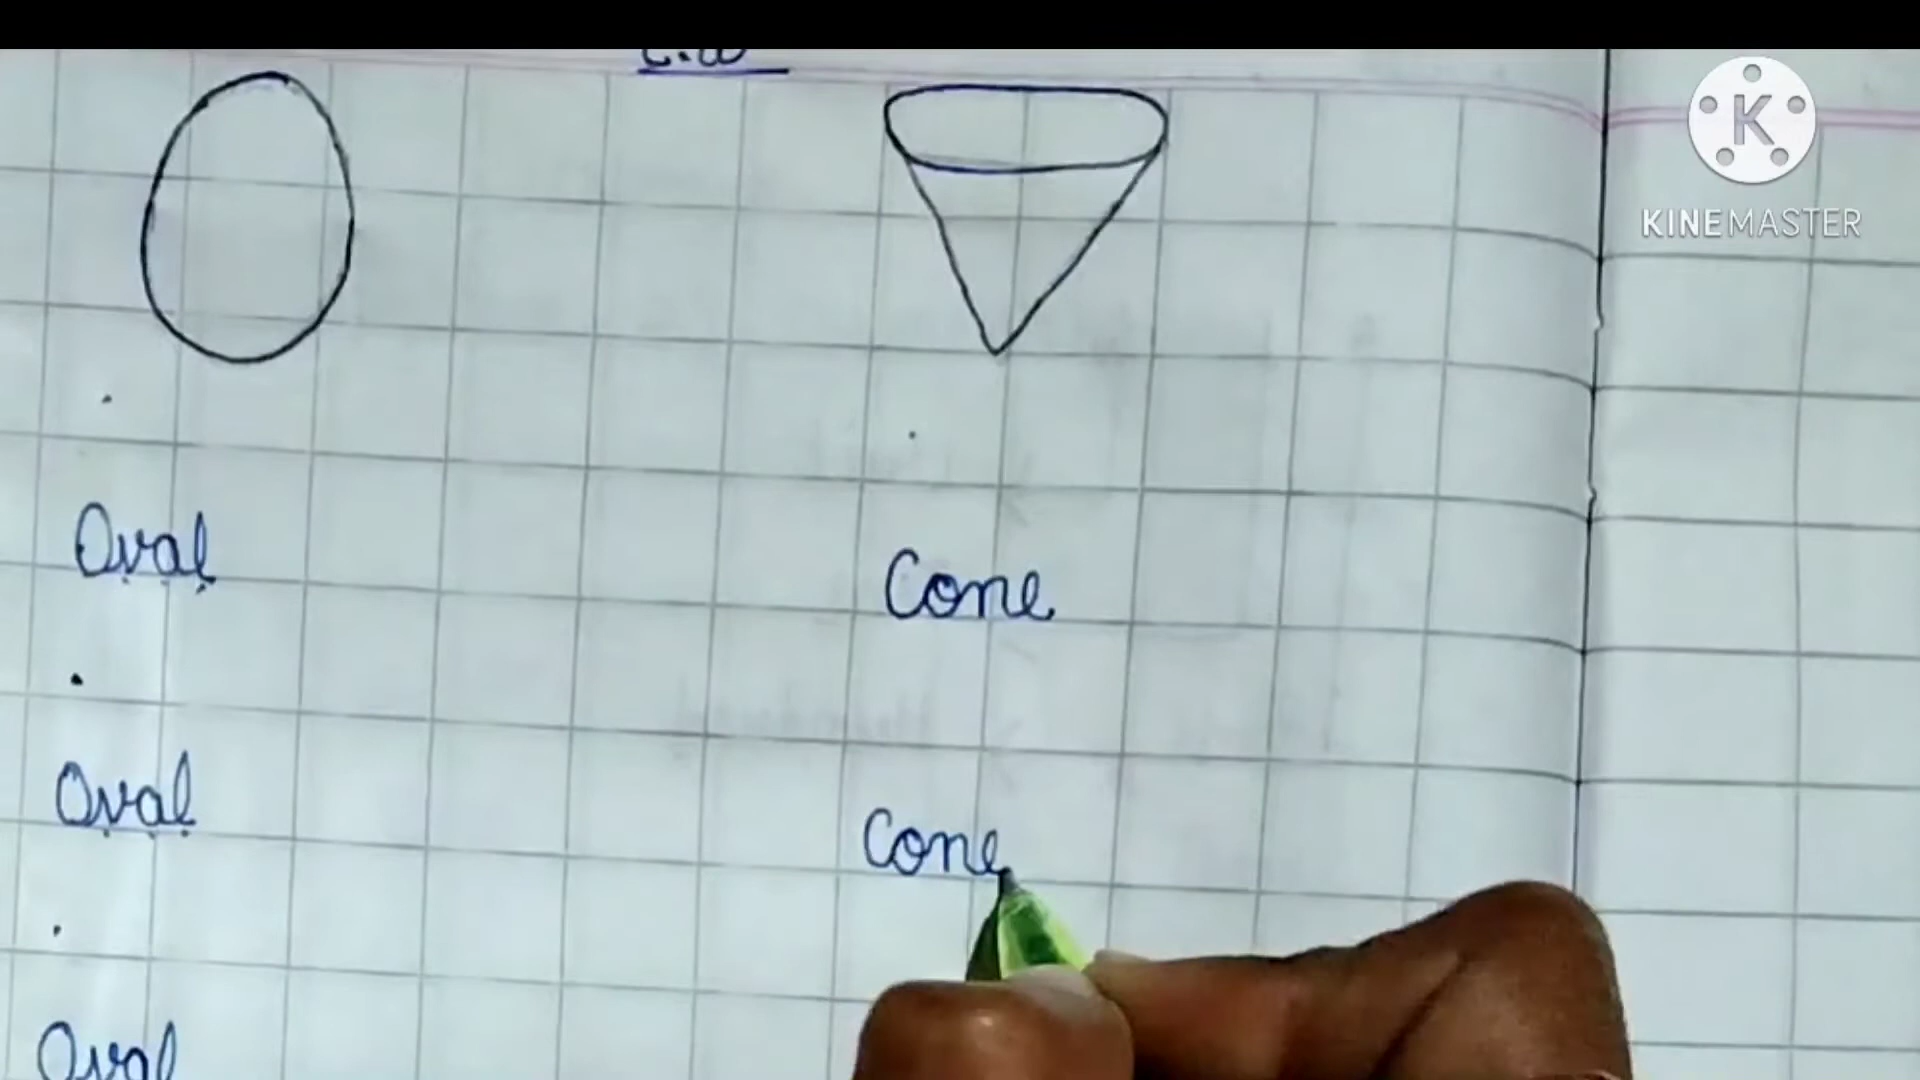 C.W
K
KINEMASTER
Oval
Cone
Oval
Cone
Oval